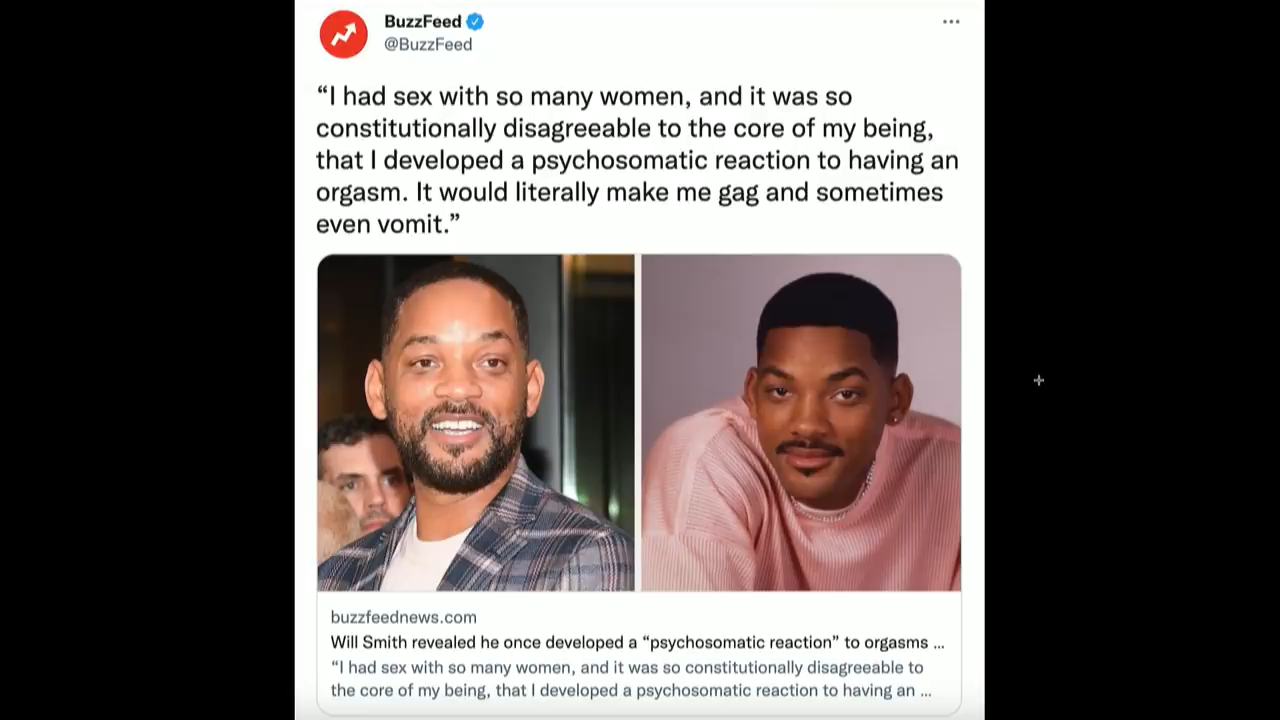 BuzzFeed
@BuzzFeed
“I had sex with so many women, and it was so
constitutionally disagreeable to the core of my being,
that I developed a psychosomatic reaction to having an
orgasm. It would literally make me gag and sometimes
even vomit.”
buzzfeednews.com
Will Smith revealed he once developed a “psychosomatic reaction” to orgasms ...
“I had sex with so many women, and it was so constitutionally disagreeable to
the core of my being, that I developed a psychosomatic reaction to having an ...